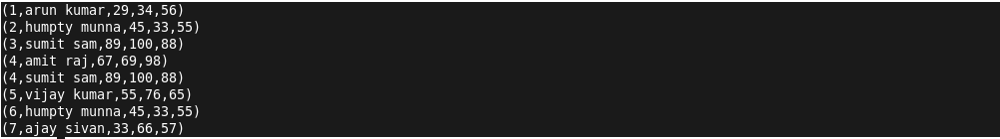 (1,arun kumar,29,34,56)
(2,humpty munna,45,33,55)
(3,sumit sam,89,100,88)
(4,amit raj,67,69,98)
(4,sumit sam,89,100,88)
(5,vijay kumar,55,76,65)
(6,humpty munna,45,33,55)
(7,ajay sivan,33,66,57)